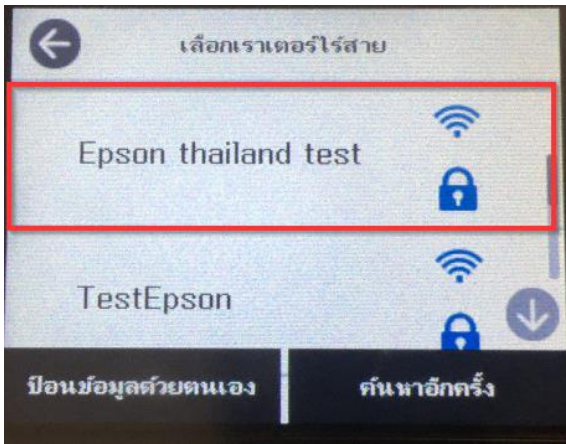 เลือกเราเตอร์ไร้สาย
Epson thailand test
TestEpson
ป้อนข้อมูลด้วยตนเอง
ค้นหาอีกครั้ง